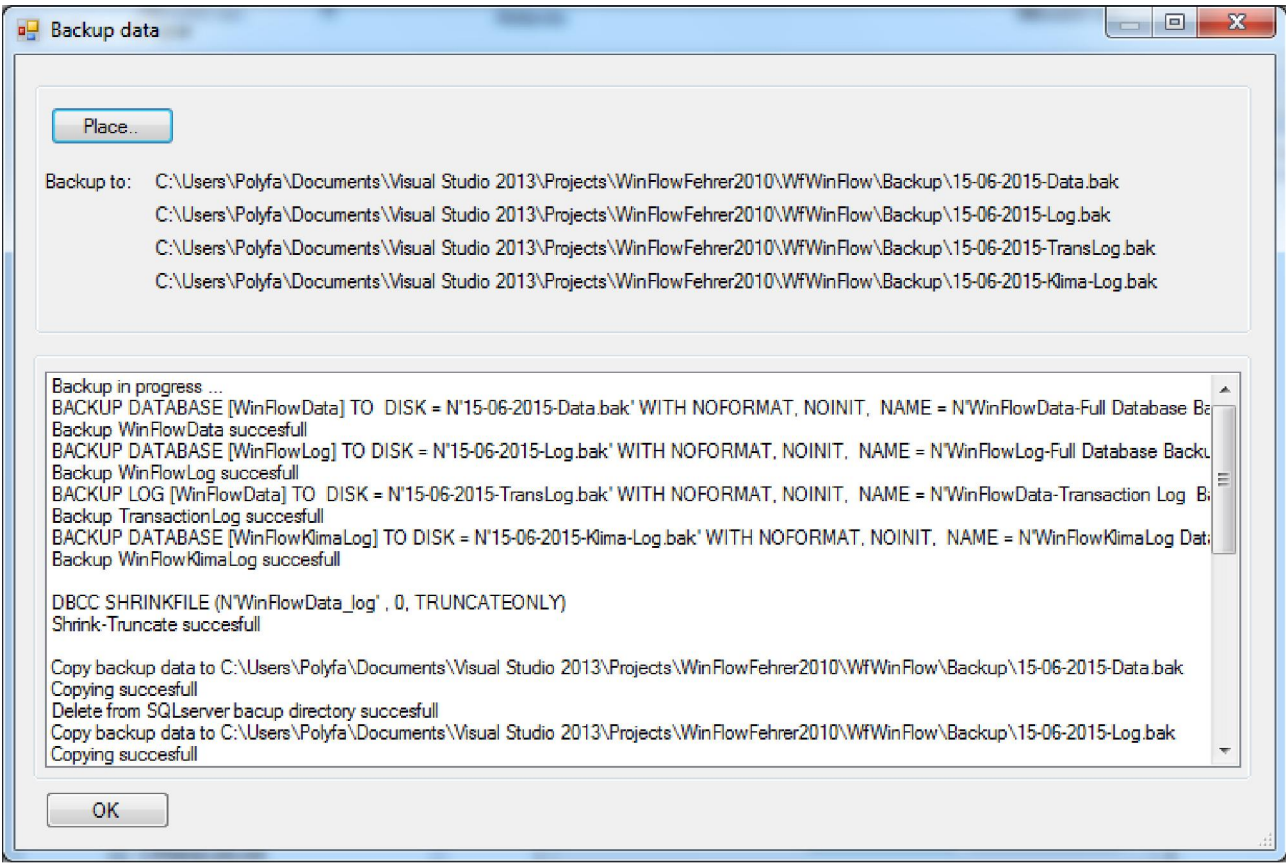 Backup data
Place..
Backup to: C:\Users\Polyfa\Documents\Visual Studio 2013\Projects\WinFlowFehrer2010\WfWinFlow\Backup\15-06-2015-Data.bak
C:\Users\Polyfa\Documents\Visual Studio 2013\Projects\WinFlowFehrer2010\WfWinFlow\Backup\15-06-2015-Log.bak
C:\Users\Polyfa\Documents\Visual Studio 2013\Projects\WinFlowFehrer2010\WfWinFlow\Backup\15-06-2015-TransLog.bak
C:\Users\Polyfa\Documents\Visual Studio 2013\Projects\WinFlowFehrer2010\WfWinFlow\Backup\15-06-2015-Klima-Log.bak
Backup in progress ...
BACKUP DATABASE [WinFlowData] TO  DISK = N'15-06-2015-Data.bak' WITH NOFORMAT, NOINIT,  NAME = N'WinFlowData-Full Database Ba
Backup WinFlowData succesfull
BACKUP DATABASE [WinFlowLog] TO DISK = N'15-06-2015-Log.bak' WITH NOFORMAT, NOINIT,  NAME = N'WinFlowLog-Full Database Backu
Backup WinFlowLog succesfull
BACKUP LOG [WinFlowData] TO  DISK = N'15-06-2015-TransLog.bak' WITH NOFORMAT, NOINIT,  NAME = N'WinFlowData-Transaction Log  Ba
Backup TransactionLog succesfull
BACKUP DATABASE [WinFlowKlimaLog] TO DISK = N'15-06-2015-Klima-Log.bak' WITH NOFORMAT, NOINIT,  NAME = N'WinFlowKlimaLog Data
Backup WinFlowKlimaLog succesfull
DBCC SHRINKFILE (N'WinFlowData_log' , 0, TRUNCATEONLY)
Shrink-Truncate succesfull
Copy backup data to C:\Users\Polyfa\Documents\Visual Studio 2013\Projects\WinFlowFehrer2010\WfWinFlow\Backup\15-06-2015-Data.bak
Copying succesfull
Delete from SQLserver bacup directory succesfull
Copy backup data to C:\Users\Polyfa\Documents\Visual Studio 2013\Projects\WinFlowFehrer2010\WfWinFlow\Backup\15-06-2015-Log.bak
Copying succesfull
OK